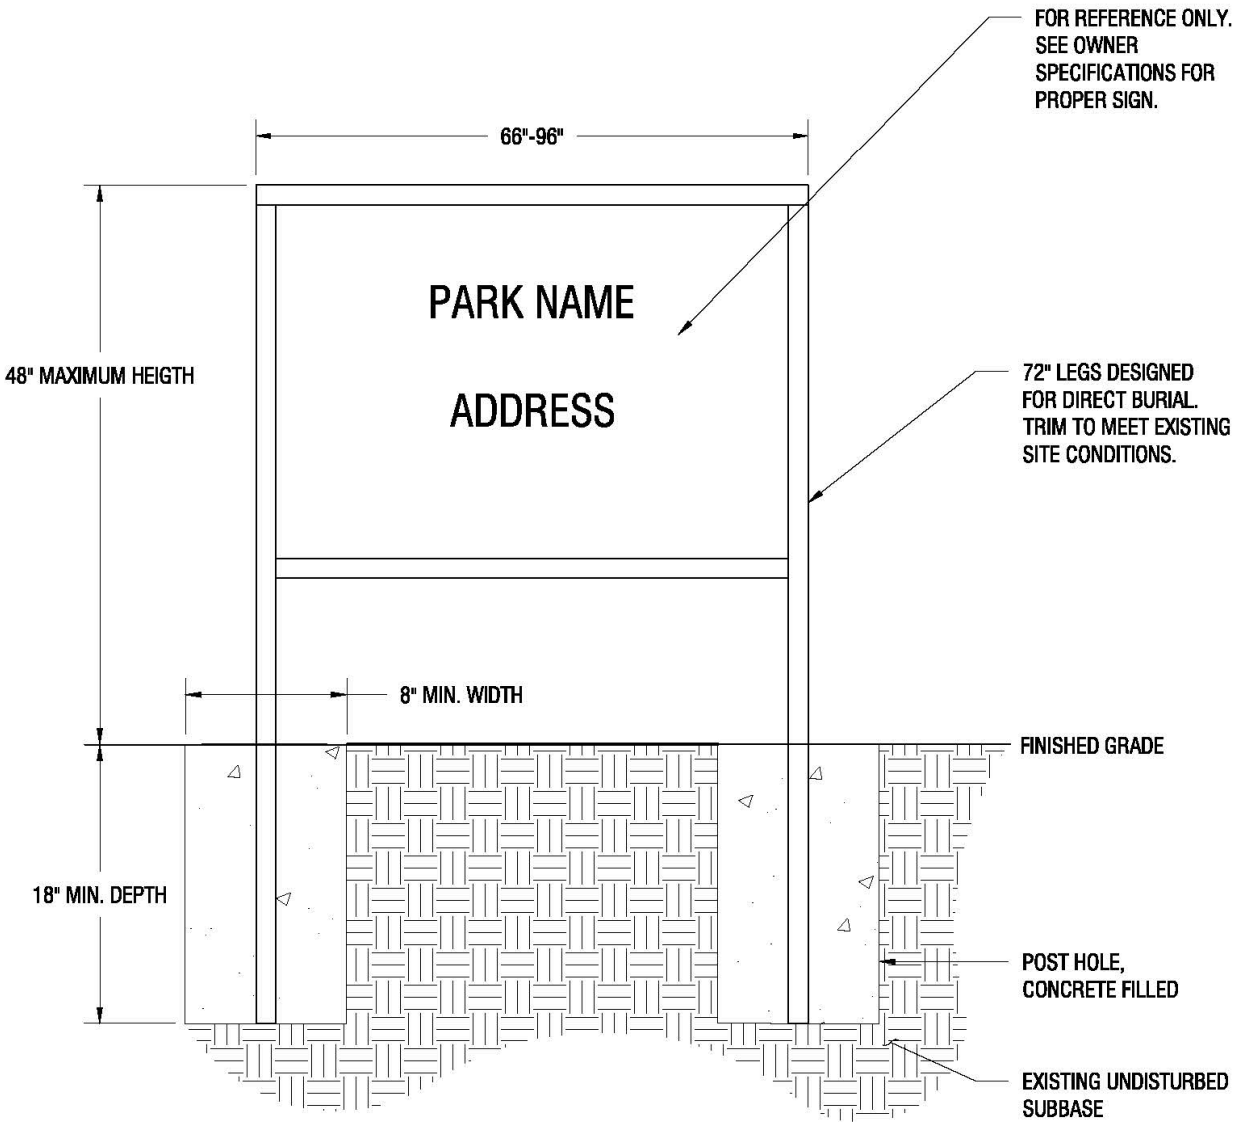 FOR REFERENCE ONLY.
SEE OWNER
SPECIFICATIONS FOR
PROPER SIGN.
66"-96"
PARK NAME
ADDRESS
48" MAXIMUM HEIGTH
72" LEGS DESIGNED
FOR DIRECT BURIAL.
TRIM TO MEET EXISTING
SITE CONDITIONS.
8" MIN. WIDTH
FINISHED GRADE
18" MIN. DEPTH
POST HOLE,
CONCRETE FILLED
EXISTING UNDISTURBED
SUBBASE